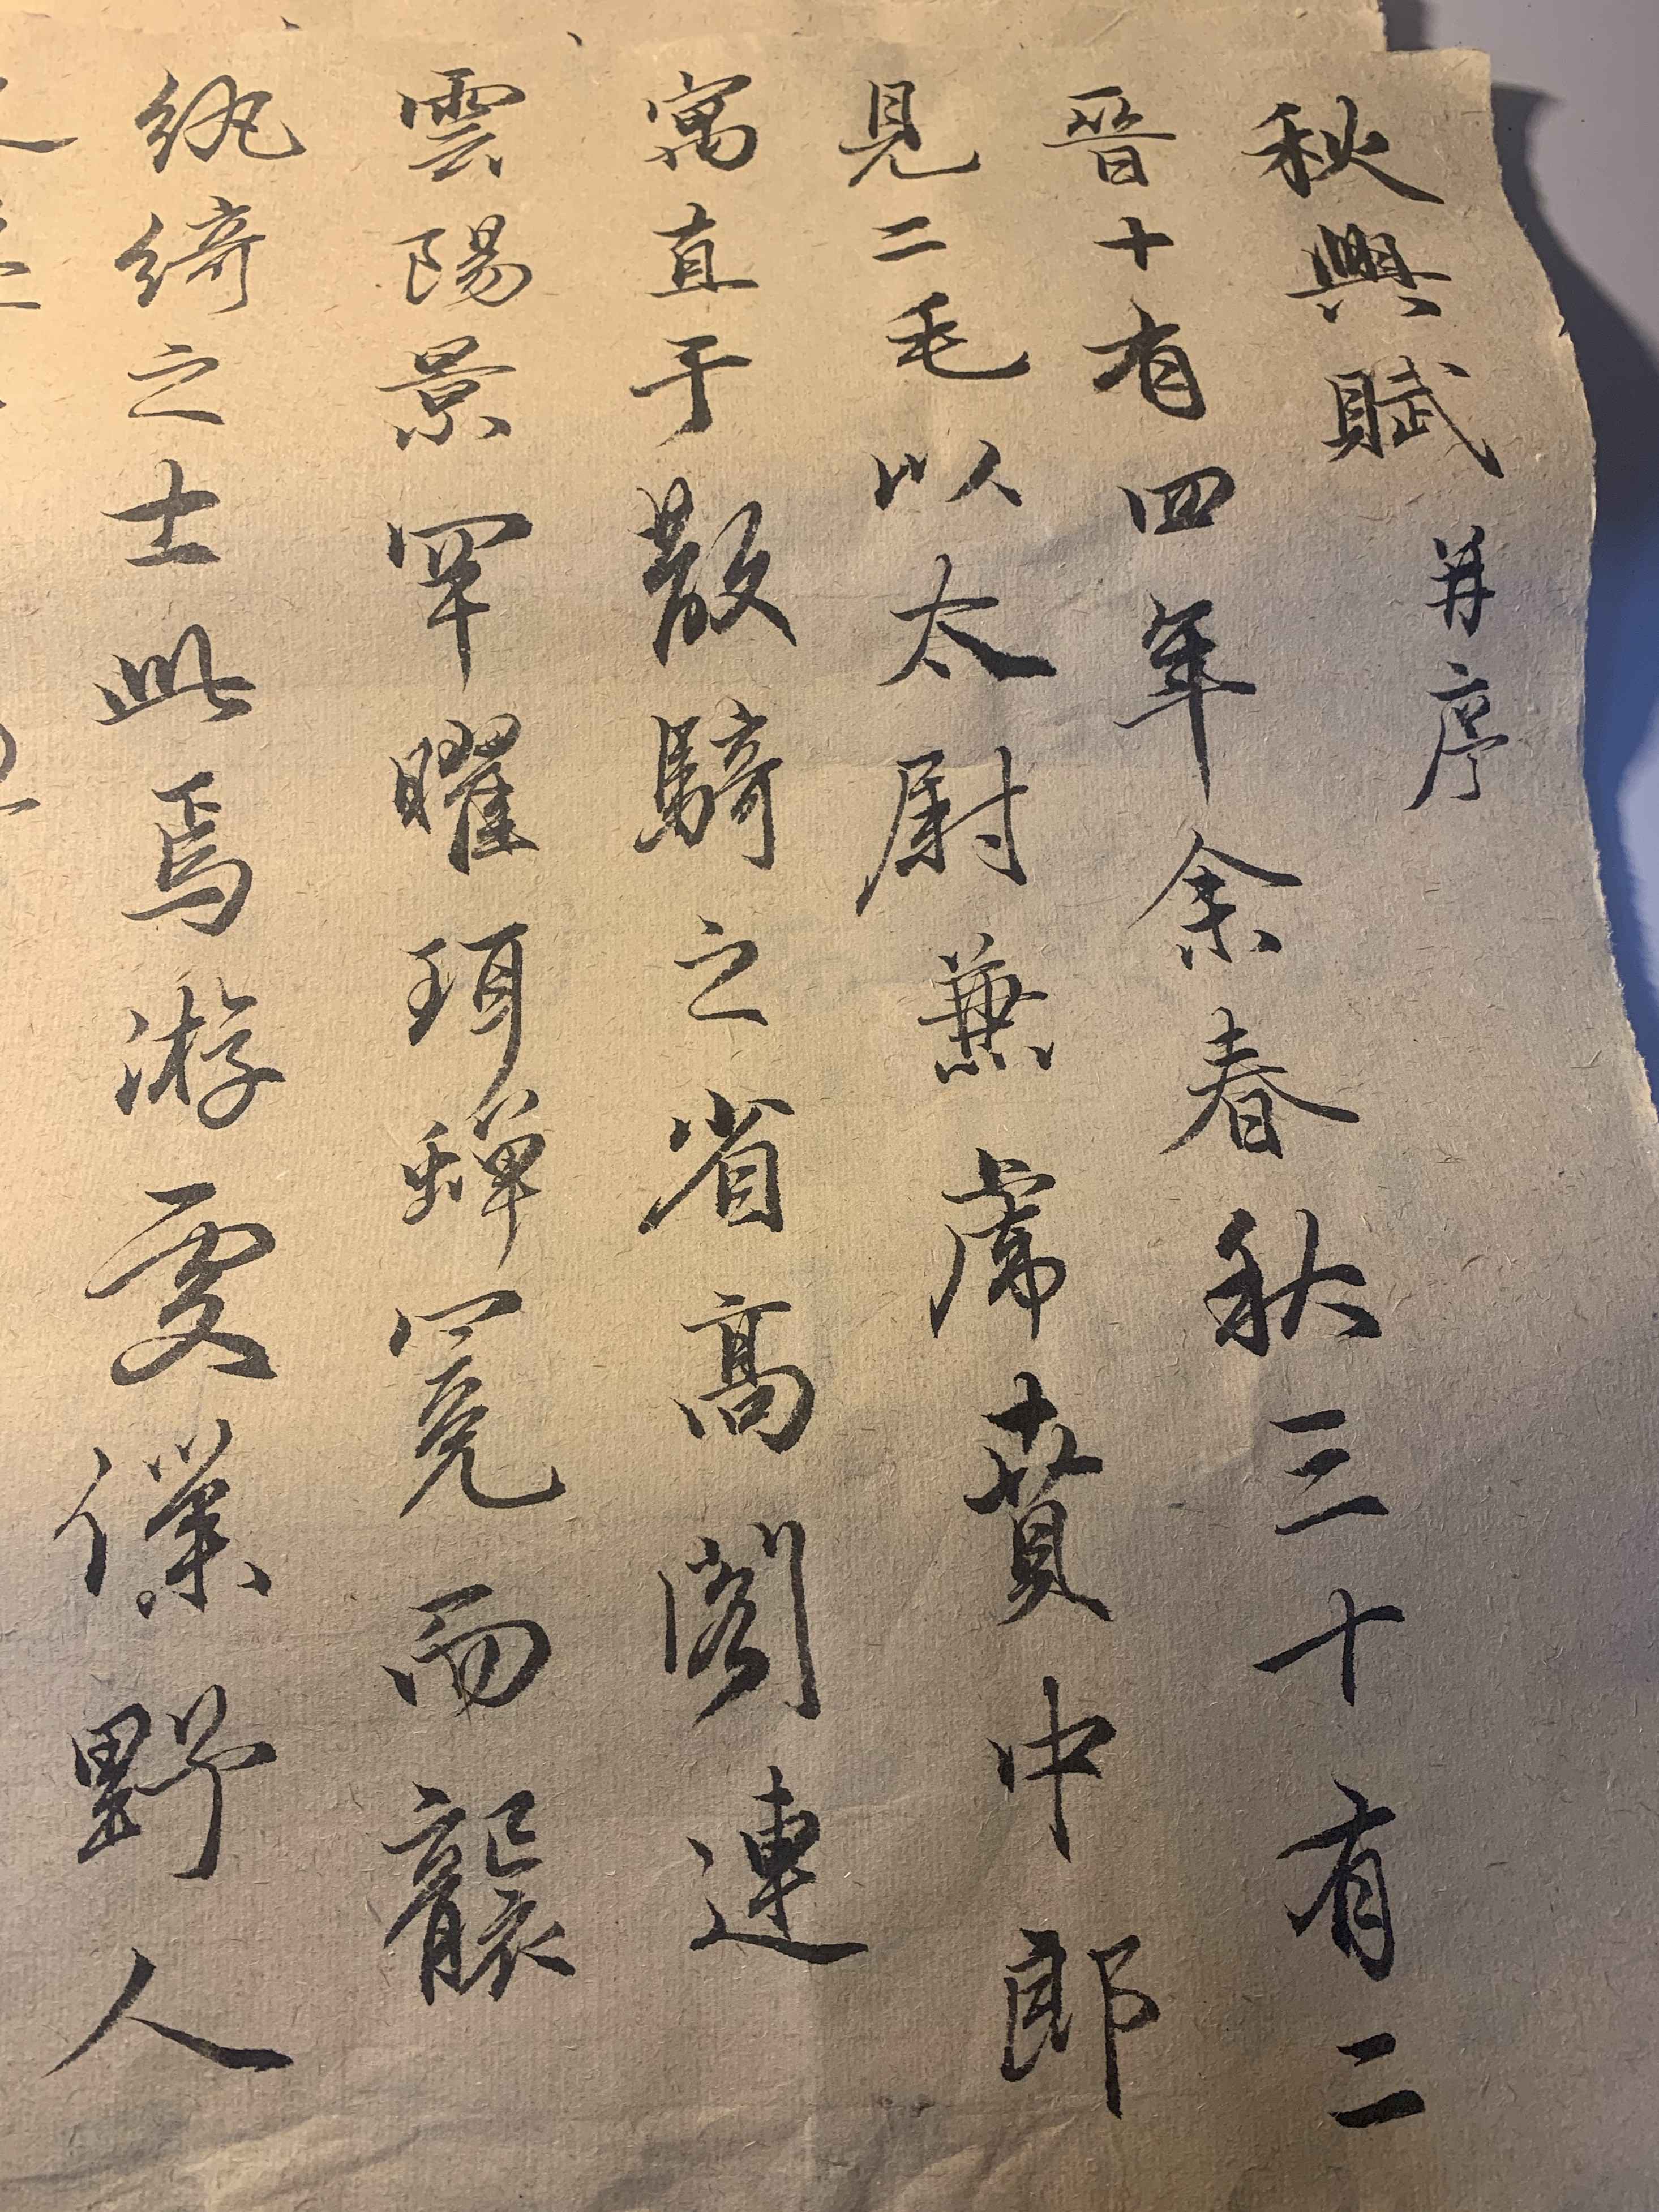 秋興賦并序
晉十有四年余春秋三十有二
見二毛以太尉兼虎賁中郎
寓直于散騎之省高閣連
雲陽景罕曜珥蟬冕而襲
紈綺之士此焉游處僕野人